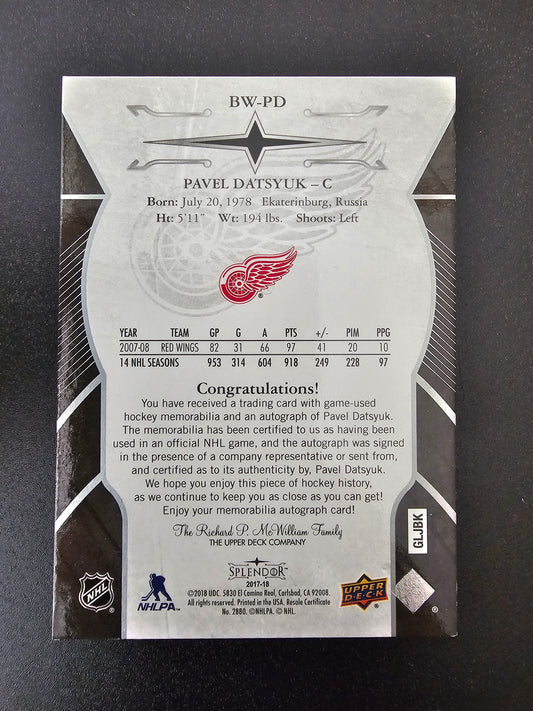 BW-PD
PAVEL DATSYUK – C
Born: July 20, 1978 Ekaterinburg, Russia
Ht: 5'11" Wt: 194 lbs. Shoots: Left
®
YEAR TEAM GP G A PTS +/- PIM PPG
2007-08 RED WINGS 82 31 66 97 41 20 10
14 NHL SEASONS 953 314 604 918 249 228 97
Congratulations!
You have received a trading card with game-used
hockey memorabilia and an autograph of Pavel Datsyuk.
The memorabilia has been certified to us as having been
used in an official NHL game, and the autograph was signed
in the presence of a company representative or sent from,
and certified as to its authenticity by, Pavel Datsyuk.
We hope you enjoy this piece of hockey history,
as we continue to keep you as close as you can get!
Enjoy your memorabilia autograph card!
The Richard P. McWilliam Family
THE UPPER DECK COMPANY
GLJBK
SPLENDOR
2017-18
NHL
NHLPA™
©2018 UDC. 5830 El Camino Real, Carlsbad, CA 92008.
All rights reserved. Printed in the USA. Resale Certificate
No. 2880. ©NHLPA. © NHL.
UPPER
DECK
®